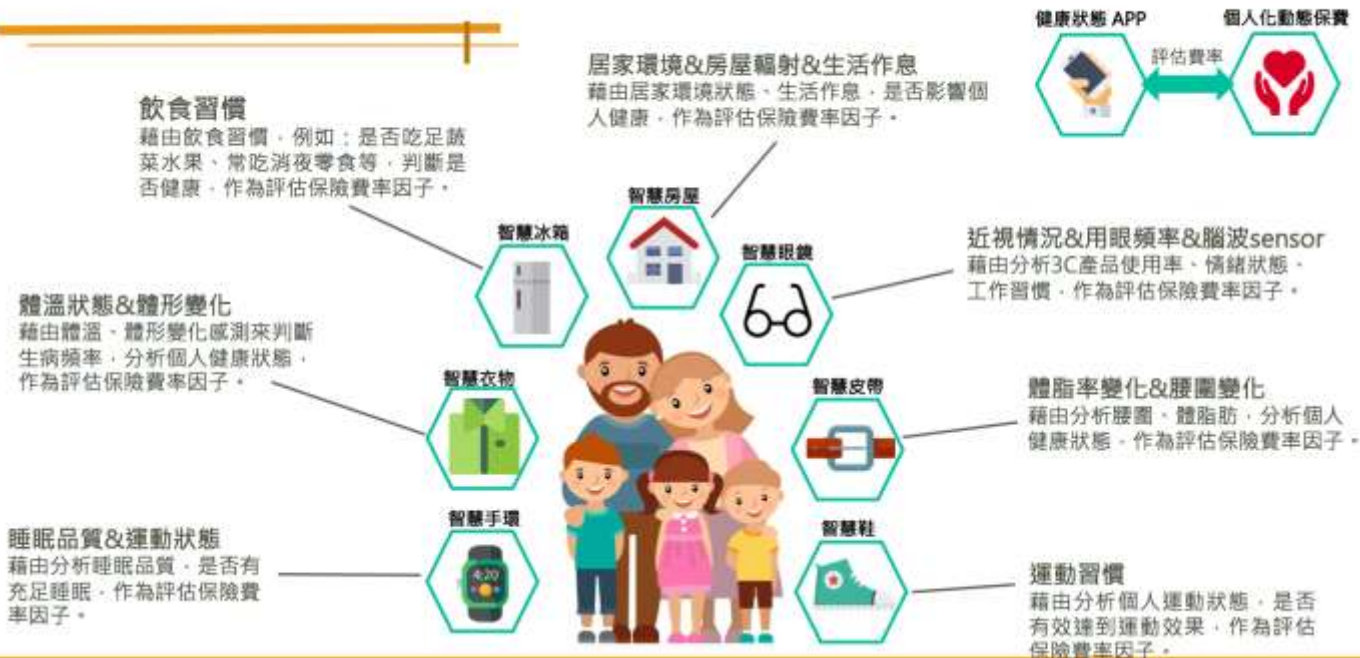 健康狀態 APP
個人化動態保費
評估費率
居家環境&房屋輻射&生活作息
藉由居家環境狀態、生活作息，是否影響個
人健康，作為評估保險費率因子。
飲食習慣
藉由飲食習慣，例如：是否吃足蔬
菜水果、常吃消夜零食等，判斷是
否健康，作為評估保險費率因子。
智慧房屋
智慧冰箱
智慧眼鏡
近視情況&用眼頻率&腦波sensor
藉由分析3C產品使用率、情緒狀態、
工作習慣，作為評估保險費率因子。
體溫狀態&體形變化
藉由體溫、體形變化感測來判斷
生病頻率，分析個人健康狀態，
作為評估保險費率因子。
智慧衣物
智慧皮帶
體脂率變化&腰圍變化
藉由分析腰圍、體脂肪，分析個人
健康狀態，作為評估保險費率因子。
智慧手環
4:20
智慧鞋
睡眠品質&運動狀態
藉由分析睡眠品質，是否有
充足睡眠，作為評估保險費
率因子。
運動習慣
藉由分析個人運動狀態，是否
有效達到運動效果，作為評估
保險費率因子。